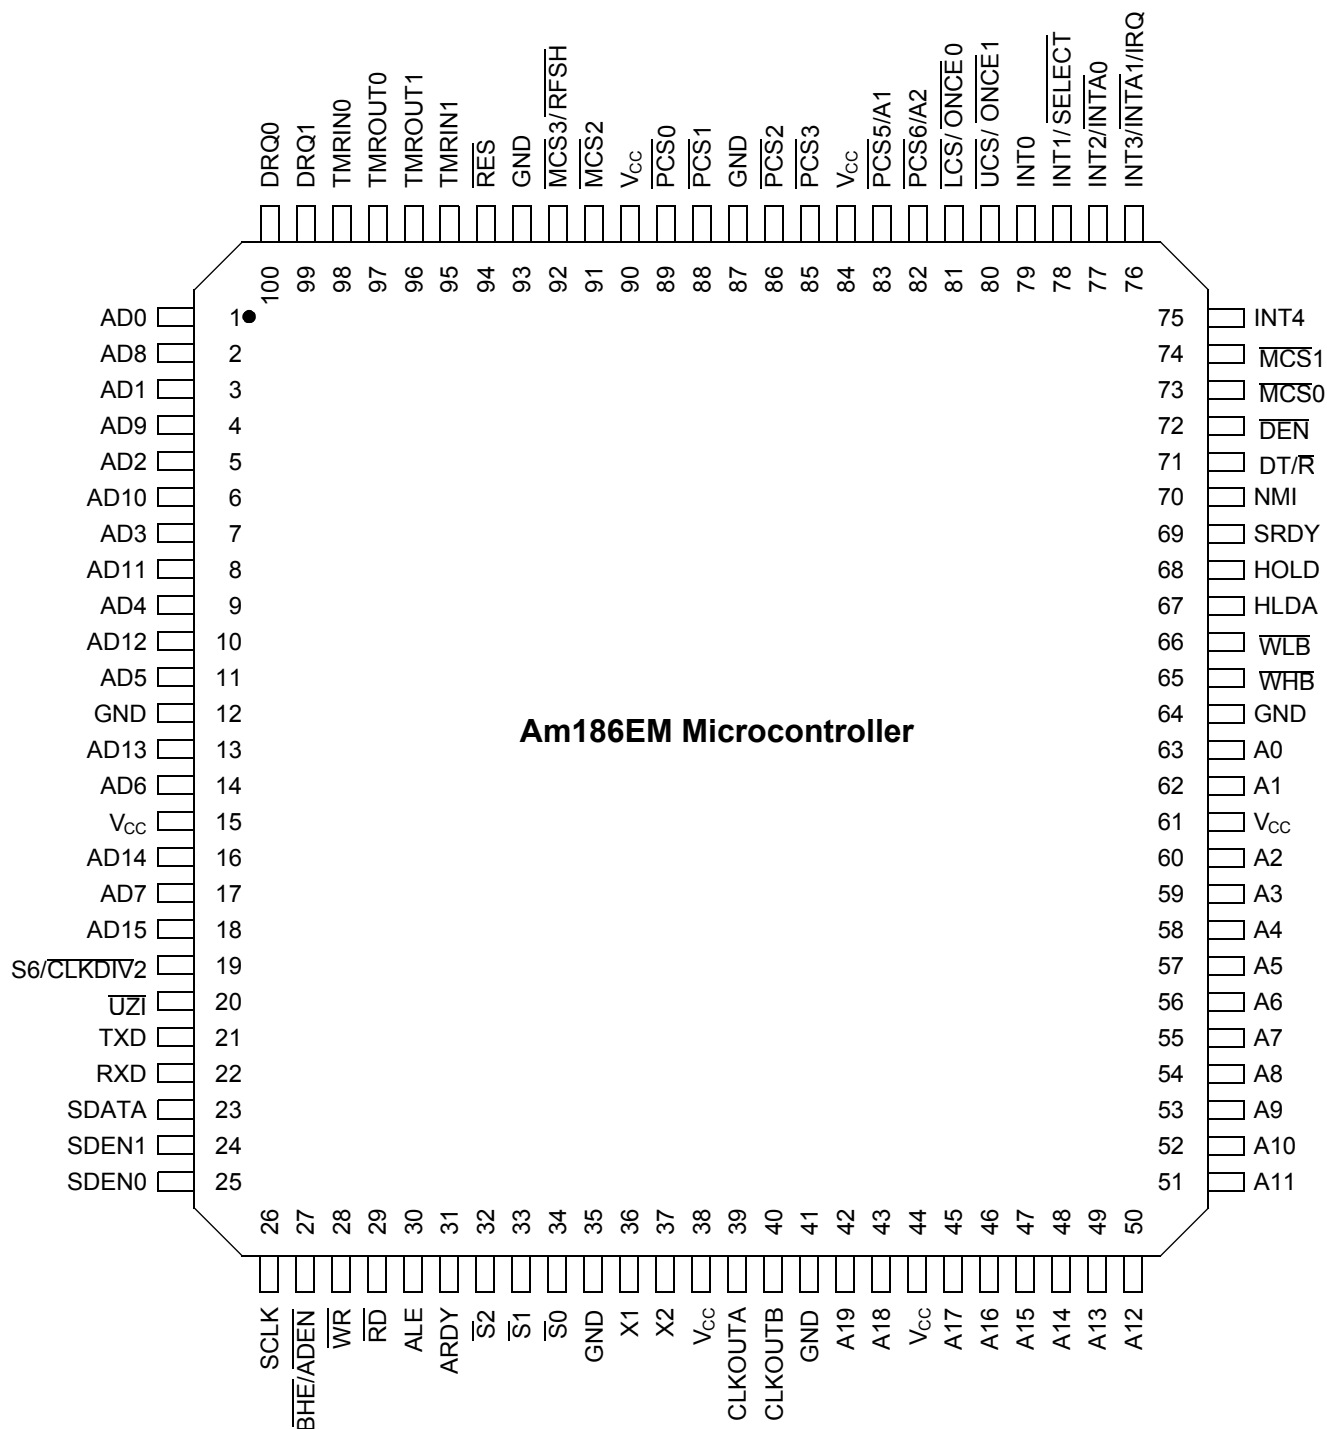 DRQ0
DRQ1
TMRIN0
TMROUT0
TMROUT1
TMRIN1
RES
GND
MCS3/RFSH
MCS2
VCC
PCS0
PCS1
GND
PCS2
PCS3
VCC
PCS5/A1
PCS6/A2
LCS/ ONCE0
UCS/ ONCE1
INT0
INT1/SELECT
INT2/INTA0
INT3/INTA1/IRQ
100
99
98
97
96
95
94
93
92
91
90
89
88
87
86
85
84
83
82
81
80
79
78
77
76
AD0 1
AD8 2
AD1 3
AD9 4
AD2 5
AD10 6
AD3 7
AD11 8
AD4 9
AD12 10
AD5 11
GND 12
AD13 13
AD6 14
VCC 15
AD14 16
AD7 17
AD15 18
S6/CLKDIV2 19
UZI 20
TXD 21
RXD 22
SDATA 23
SDEN1 24
SDEN0 25
Am186EM Microcontroller
75 INT4
74 MCS1
73 MCS0
72 DEN
71 DT/R
70 NMI
69 SRDY
68 HOLD
67 HLDA
66 WLB
65 WHB
64 GND
63 A0
62 A1
61 VCC
60 A2
59 A3
58 A4
57 A5
56 A6
55 A7
54 A8
53 A9
52 A10
51 A11
26
27
28
29
30
31
32
33
34
35
36
37
38
39
40
41
42
43
44
45
46
47
48
49
50
SCLK
BHE/ADEN
WR
RD
ALE
ARDY
S2
S1
S0
GND
X1
X2
VCC
CLKOUTA
CLKOUTB
GND
A19
A18
VCC
A17
A16
A15
A14
A13
A12